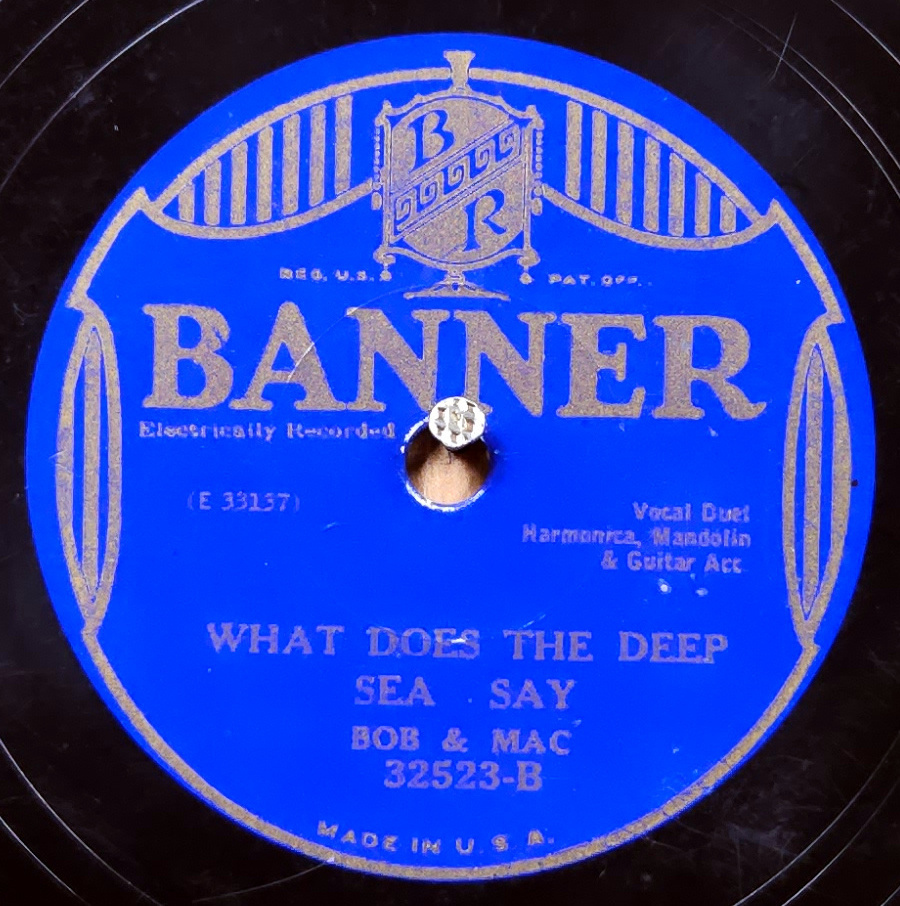 B
R
REG. U.S. & PAT. OFF.
BANNER
Electrically Recorded
(E 33137)
Vocal Duet
Harmonica, Mandolin
& Guitar Acc.
WHAT DOES THE DEEP
SEA SAY
BOB & MAC
32523-B
MADE IN U.S.A.